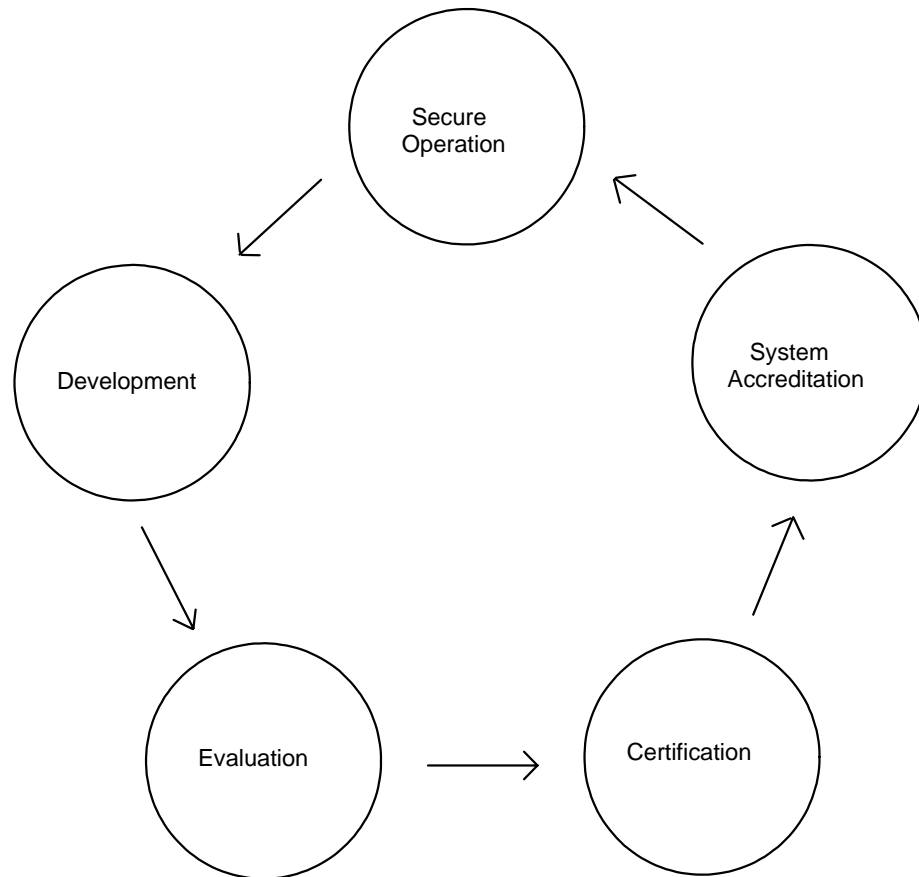 Secure
Operation
System
Accreditation
Development
Evaluation
Certification